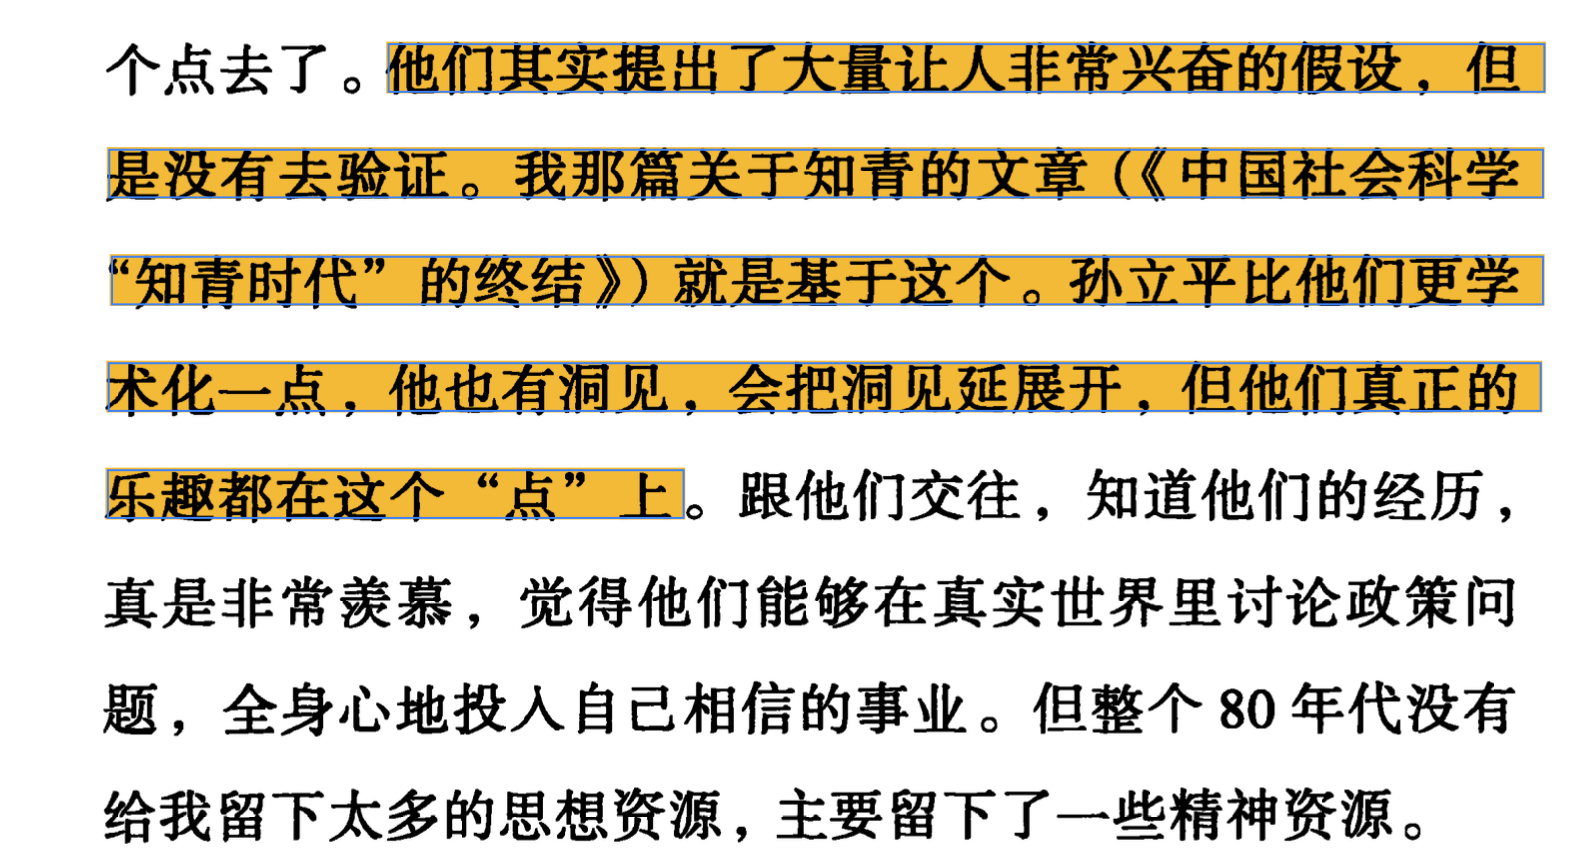 个点去了。他们其实提出了大量让人非常兴奋的假设，但
是没有去验证。我那篇关于知青的文章（《中国社会科学
“知青时代”的终结》）就是基于这个。孙立平比他们更学
术化一点，他也有洞见，会把洞见延展开，但他们真正的
乐趣都在这个“点”上。跟他们交往，知道他们的经历，
真是非常羡慕，觉得他们能够在真实世界里讨论政策问
题，全身心地投入自己相信的事业。但整个 80 年代没有
给我留下太多的思想资源，主要留下了一些精神资源。